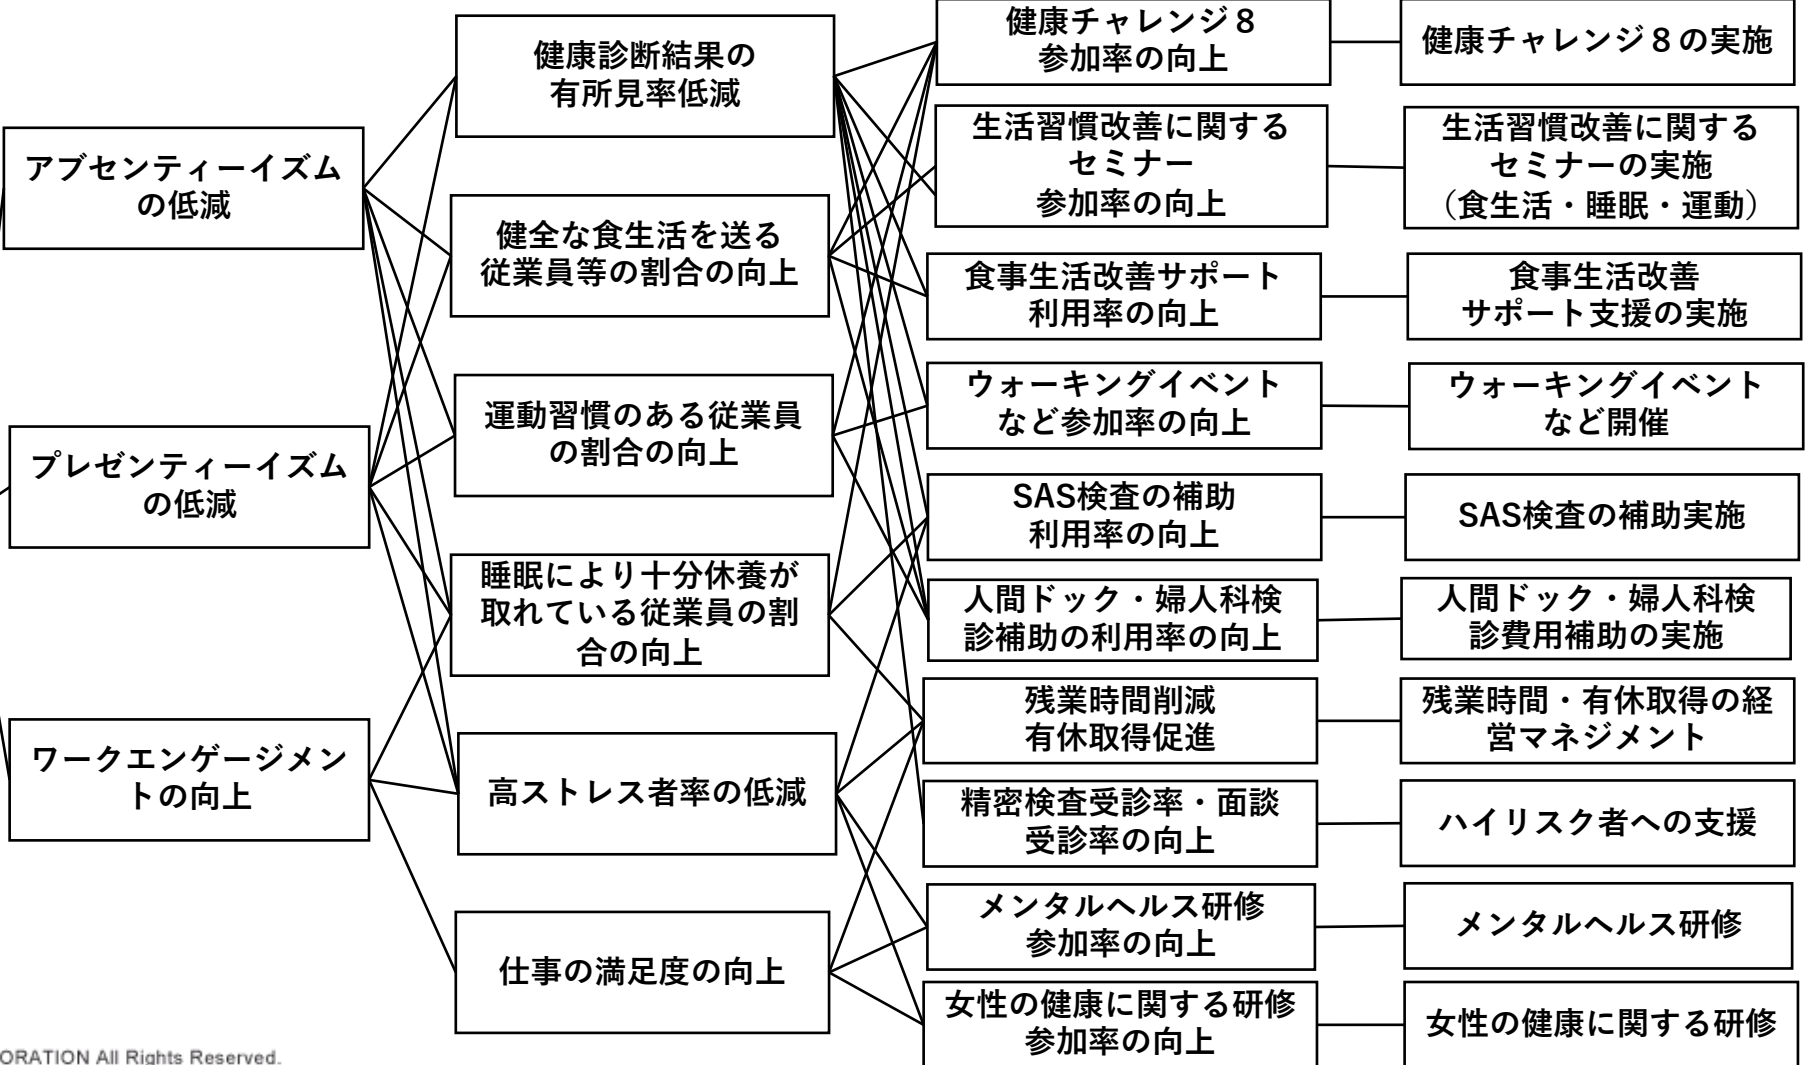 アブセンティーイズム
の低減
プレゼンティーイズム
の低減
ワークエンゲージメン
トの向上
健康診断結果の
有所見率低減
健全な食生活を送る
従業員等の割合の向上
運動習慣のある従業員
の割合の向上
睡眠により十分休養が
取れている従業員の割
合の向上
高ストレス者率の低減
仕事の満足度の向上
健康チャレンジ８
参加率の向上
生活習慣改善に関する
セミナー
参加率の向上
食事生活改善サポート
利用率の向上
ウォーキングイベント
など参加率の向上
SAS検査の補助
利用率の向上
人間ドック・婦人科検
診補助の利用率の向上
残業時間削減
有休取得促進
精密検査受診率・面談
受診率の向上
メンタルヘルス研修
参加率の向上
女性の健康に関する研修
参加率の向上
健康チャレンジ８の実施
生活習慣改善に関する
セミナーの実施
（食生活・睡眠・運動）
食事生活改善
サポート支援の実施
ウォーキングイベント
など開催
SAS検査の補助実施
人間ドック・婦人科検
診費用補助の実施
残業時間・有休取得の経
営マネジメント
ハイリスク者への支援
メンタルヘルス研修
女性の健康に関する研修
ORATION All Rights Reserved.